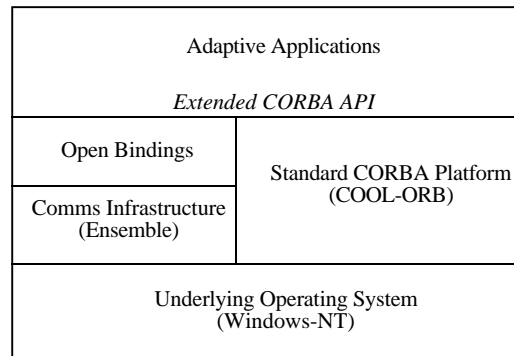 Adaptive Applications
Extended CORBA API
Open Bindings
Comms Infrastructure
(Ensemble)
Standard CORBA Platform
(COOL-ORB)
Underlying Operating System
(Windows-NT)